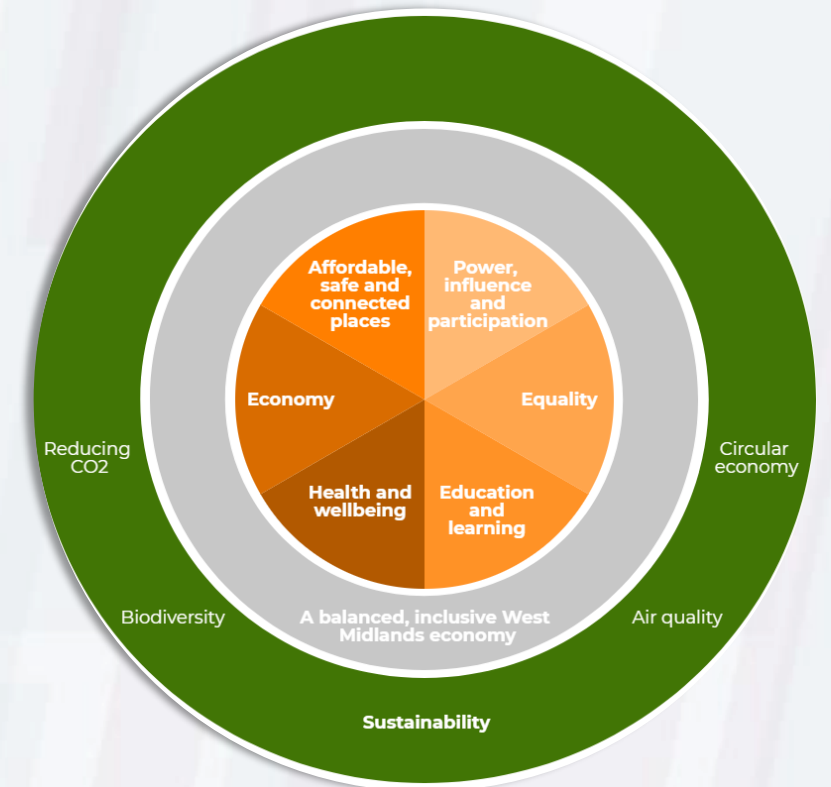 Affordable,
safe and
connected
places
Power,
influence
and
participation
Economy
Equality
Health and
wellbeing
Education
and
learning
Reducing
CO2
Circular
economy
Biodiversity
A balanced, inclusive West
Midlands economy
Air quality
Sustainability